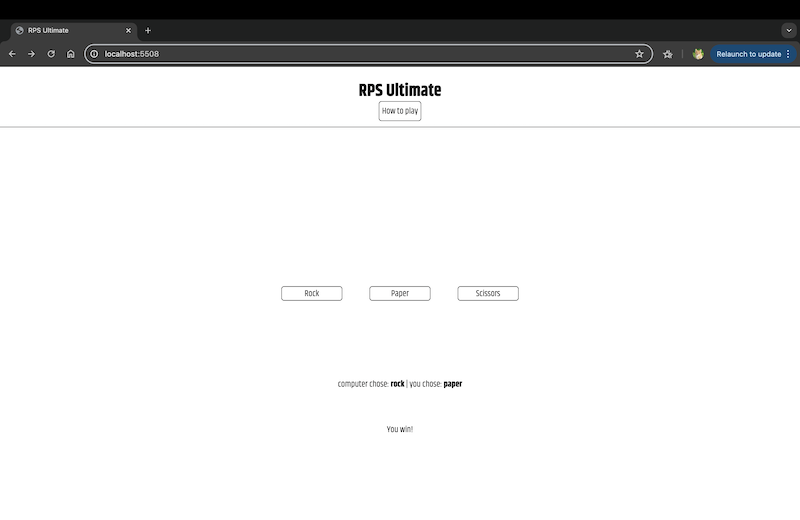 RPS Ultimate
localhost:5508
Relaunch to update
RPS Ultimate
How to play
Rock Paper Scissors
computer chose: rock | you chose: paper
You win!